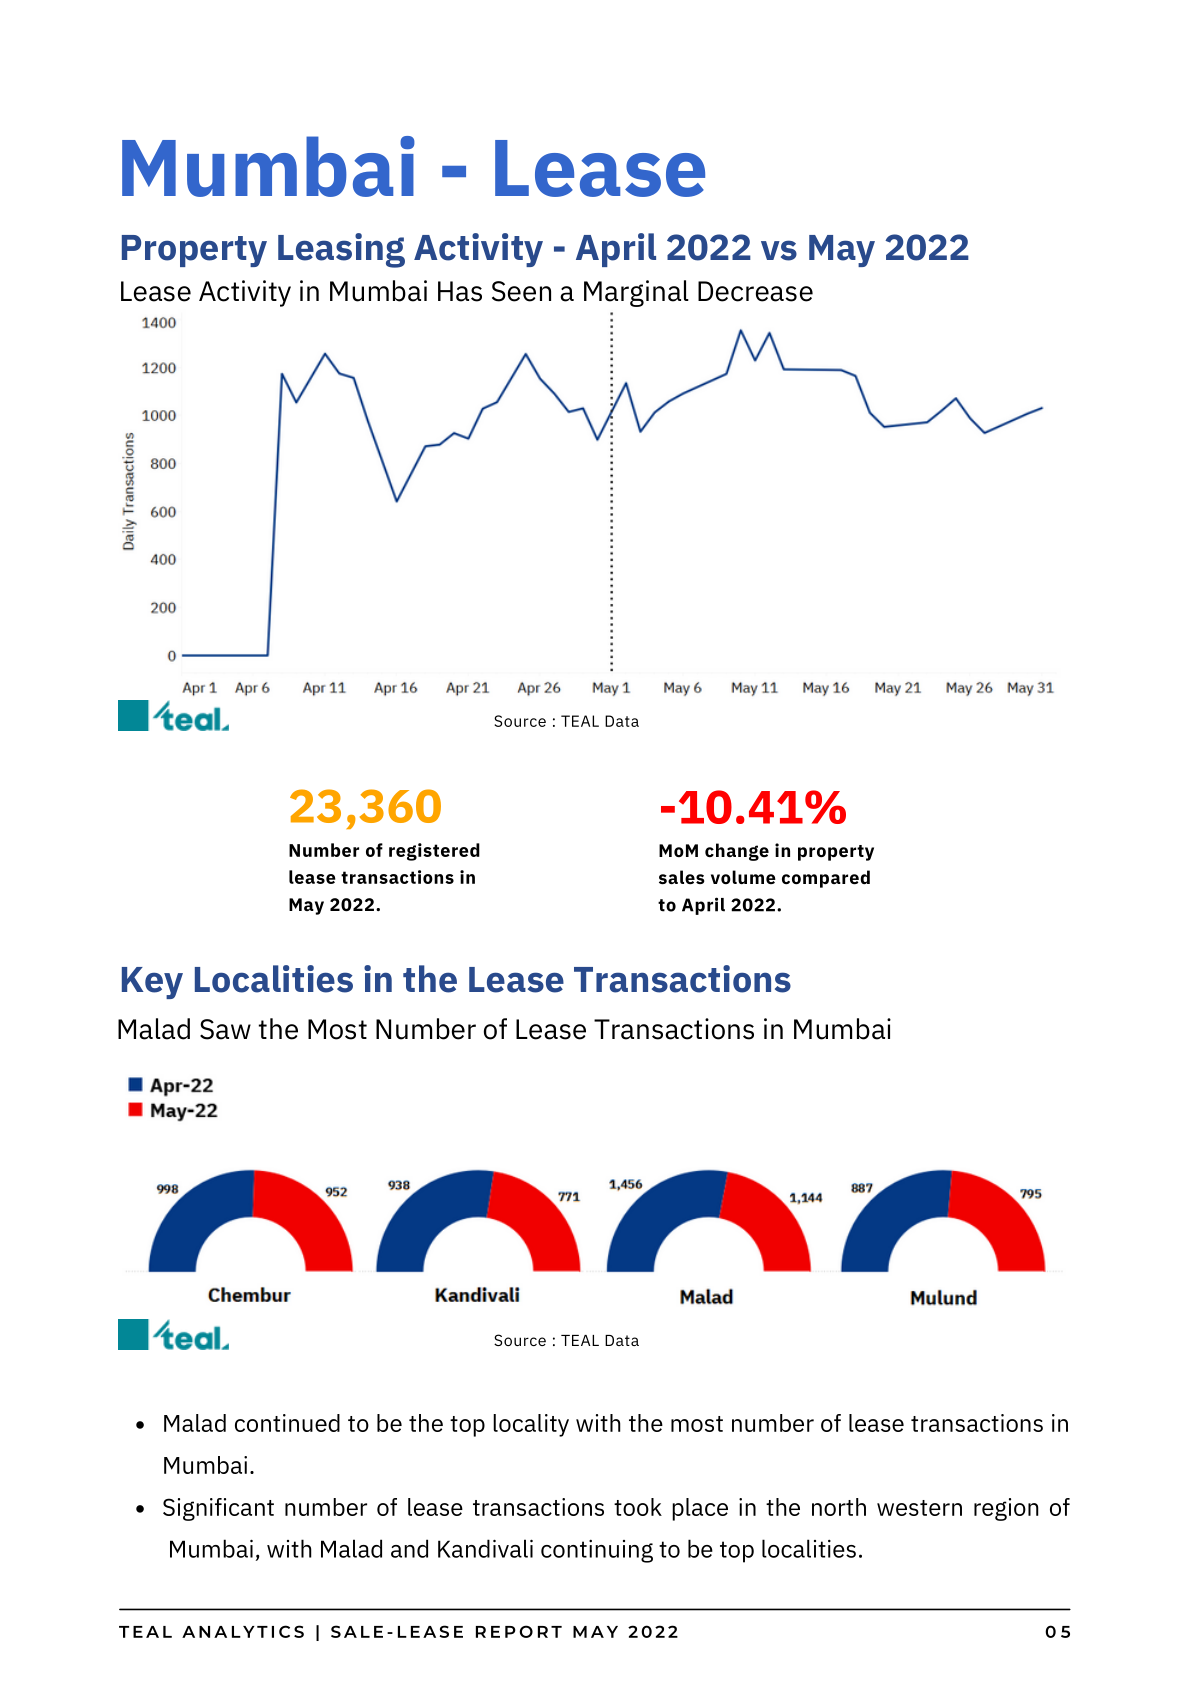 Mumbai - Lease
Property Leasing Activity - April 2022 vs May 2022
Lease Activity in Mumbai Has Seen a Marginal Decrease
1400
1200
1000
800
600
400
200
0
Daily Transactions
Apr 1 Apr 6 Apr 11 Apr 16 Apr 21 Apr 26 May 1 May 6 May 11 May 16 May 21 May 26 May 31
teal.
Source : TEAL Data
23,360
Number of registered
lease transactions in
May 2022.
-10.41%
MoM change in property
sales volume compared
to April 2022.
Key Localities in the Lease Transactions
Malad Saw the Most Number of Lease Transactions in Mumbai
Apr-22
May-22
998 952 938 771 1,456 1,144 887 795
Chembur Kandivali Malad Mulund
teal.
Source : TEAL Data
• Malad continued to be the top locality with the most number of lease transactions in
Mumbai.
• Significant number of lease transactions took place in the north western region of
Mumbai, with Malad and Kandivali continuing to be top localities.
TEAL ANALYTICS | SALE-LEASE REPORT MAY 2022 05